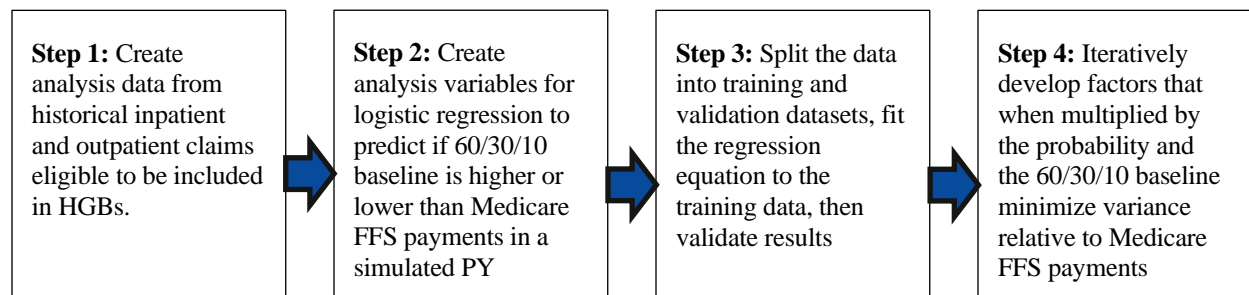 Step 1: Create
analysis data from
historical inpatient
and outpatient claims
eligible to be included
in HGBs.
Step 2: Create
analysis variables for
logistic regression to
predict if 60/30/10
baseline is higher or
lower than Medicare
FFS payments in a
simulated PY
Step 3: Split the data
into training and
validation datasets, fit
the regression
equation to the
training data, then
validate results
Step 4: Iteratively
develop factors that
when multiplied by
the probability and
the 60/30/10 baseline
minimize variance
relative to Medicare
FFS payments